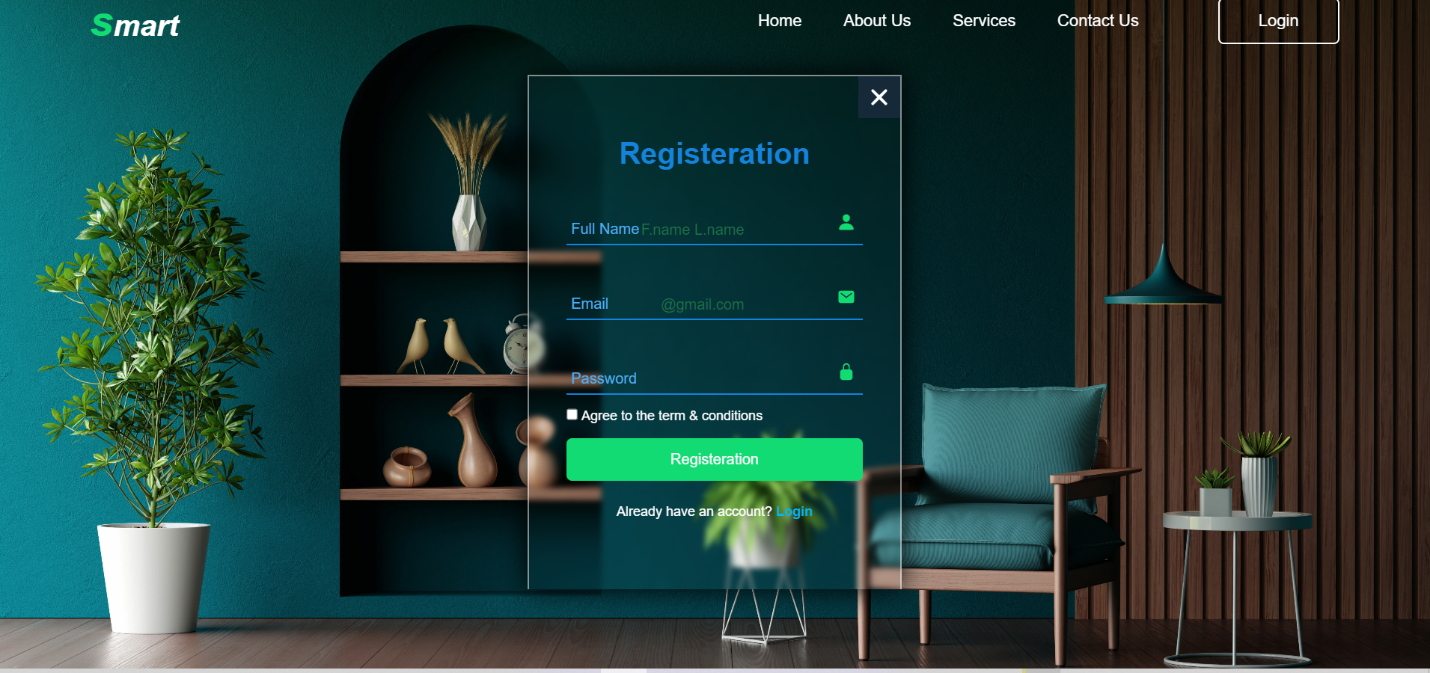 Smart
Home About Us Services Contact Us Login
Registeration
Full Name F.name L.name
Email @gmail.com
Password
Agree to the term & conditions
Registeration
Already have an account? Login